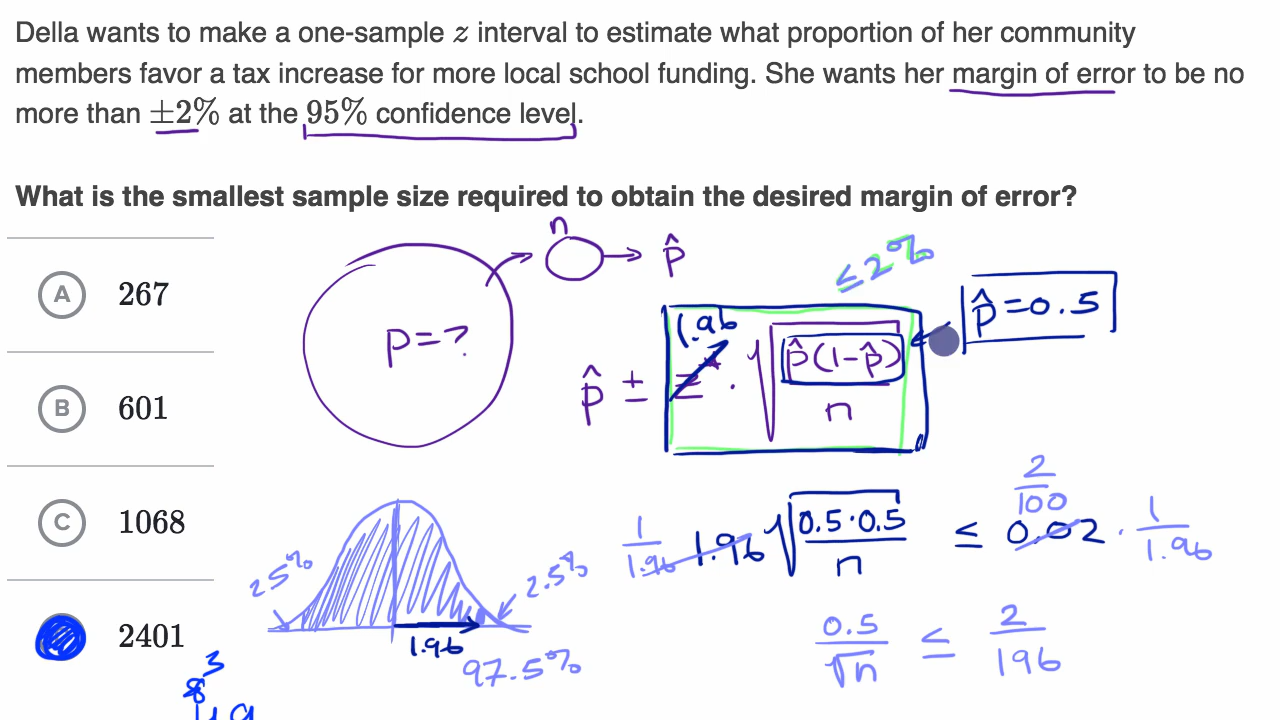 Della wants to make a one-sample z interval to estimate what proportion of her community
members favor a tax increase for more local school funding. She wants her margin of error to be no
more than ±2% at the 95% confidence level.
What is the smallest sample size required to obtain the desired margin of error?
A 267
B 601
C 1068
D 2401
n
p̂
p=?
≤2%
p̂=0.5
1.96
p̂ ± z* · √ p̂(1-p̂)
n
2
100
1
1.96
1.96 √ 0.5·0.5
n
≤ 0.02 · 1
1.96
2.5%
2.5%
1.96
97.5%
0.5
√n
≤ 2
196
3
8
49